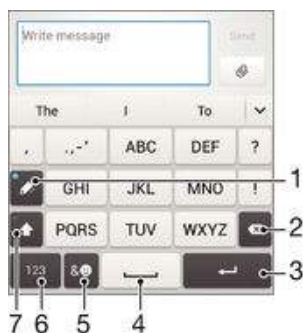 Write message
Send
The I To
, .,-' ABC DEF ?
GHI JKL MNO ! 1
PQRS TUV WXYZ 2
123 & 3
7 6 5 4